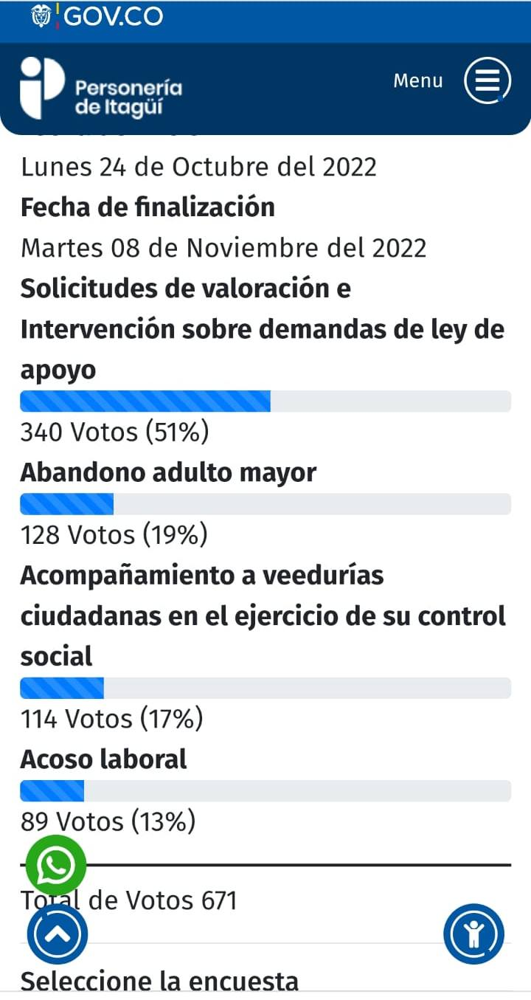 GOV.CO
Personería
de Itagüí
Menu
Lunes 24 de Octubre del 2022
Fecha de finalización
Martes 08 de Noviembre del 2022
Solicitudes de valoración e
Intervención sobre demandas de ley de
apoyo
340 Votos (51%)
Abandono adulto mayor
128 Votos (19%)
Acompañamiento a veedurías
ciudadanas en el ejercicio de su control
social
114 Votos (17%)
Acoso laboral
89 Votos (13%)
Total de Votos 671
Seleccione la encuesta